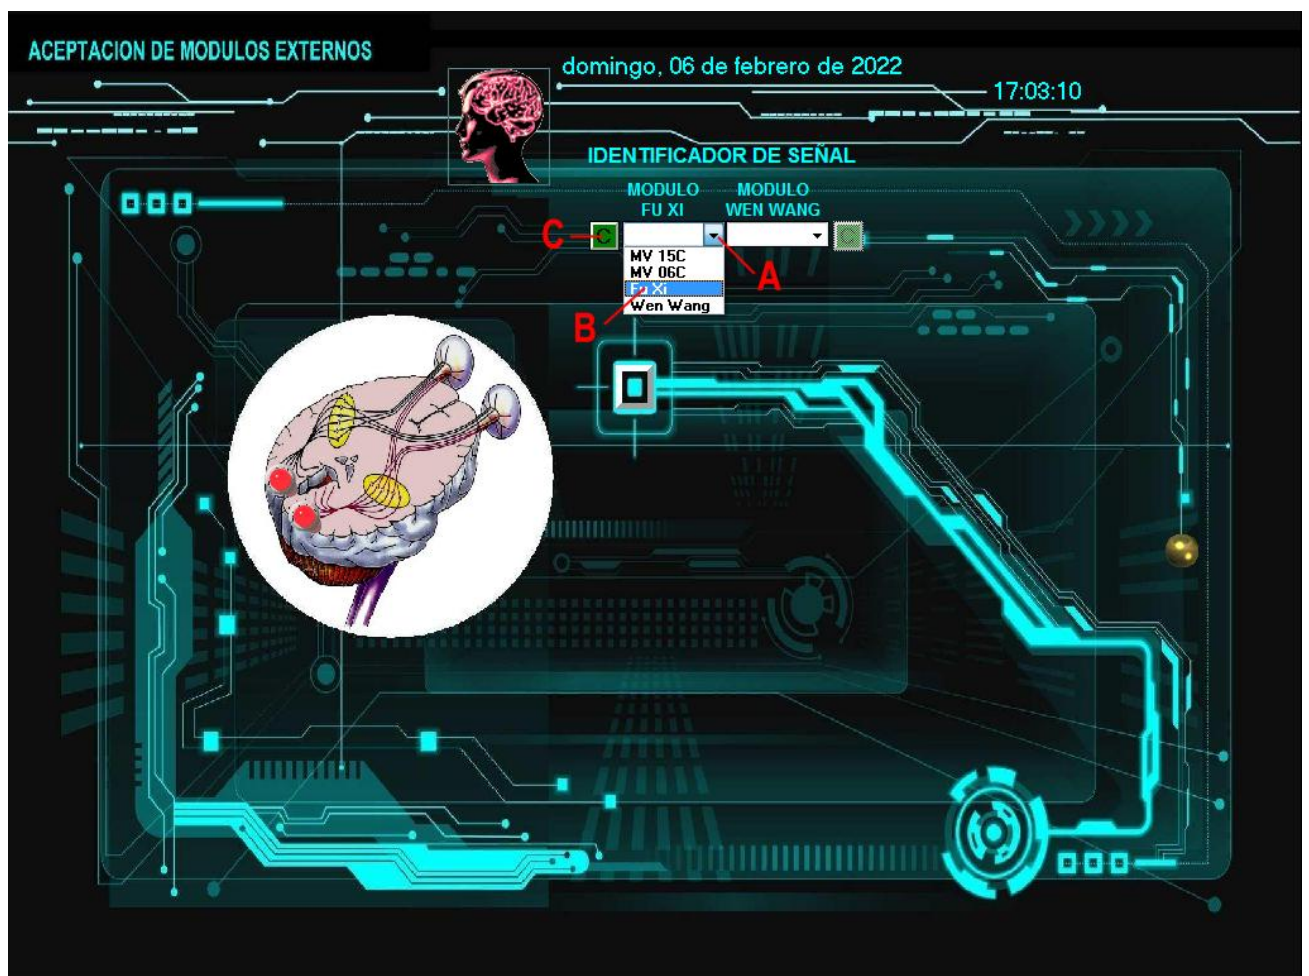 ACEPTACION DE MODULOS EXTERNOS
domingo, 06 de febrero de 2022
17:03:10
IDENTIFICADOR DE SEÑAL
MODULO MODULO
FU XI WEN WANG
C
A
MV 15C
MV 06C
Fu Xi
Wen Wang
B